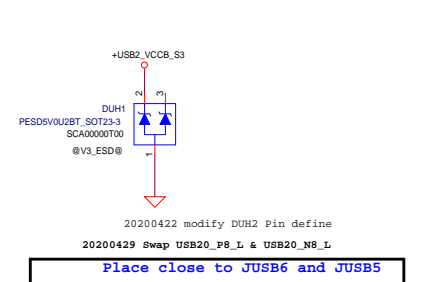 +USB2_VCCB_S3
2
3
DUH1
PESD5V0U2BT_SOT23-3
SCA00000T00
@V3_ESD@
1
20200422 modify DUH2 Pin define
20200429 Swap USB20_P8_L & USB20_N8_L
Place close to JUSB6 and JUSB5